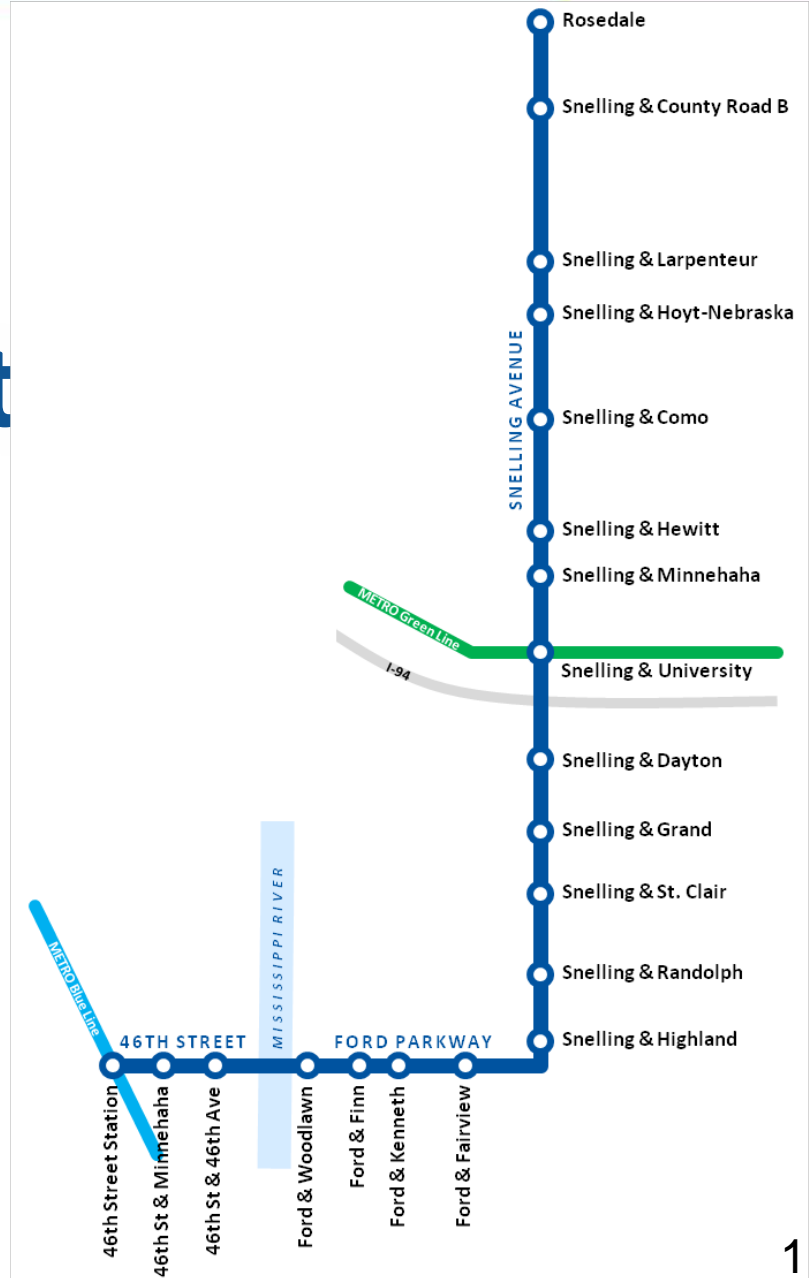 Rosedale
Snelling & County Road B
Snelling & Larpenteur
Snelling & Hoyt-Nebraska
SNELLING AVENUE
t
Snelling & Como
Snelling & Hewitt
Snelling & Minnehaha
METRO Green Line
Snelling & University
I-94
Snelling & Dayton
Snelling & Grand
MISSISSIPPI RIVER
Snelling & St. Clair
METRO Blue Line
Snelling & Randolph
46TH STREET
FORD PARKWAY
Snelling & Highland
46th Street Station
46th St & Minnehaha
46th St & 46th Ave
Ford & Woodlawn
Ford & Finn
Ford & Kenneth
Ford & Fairview
1